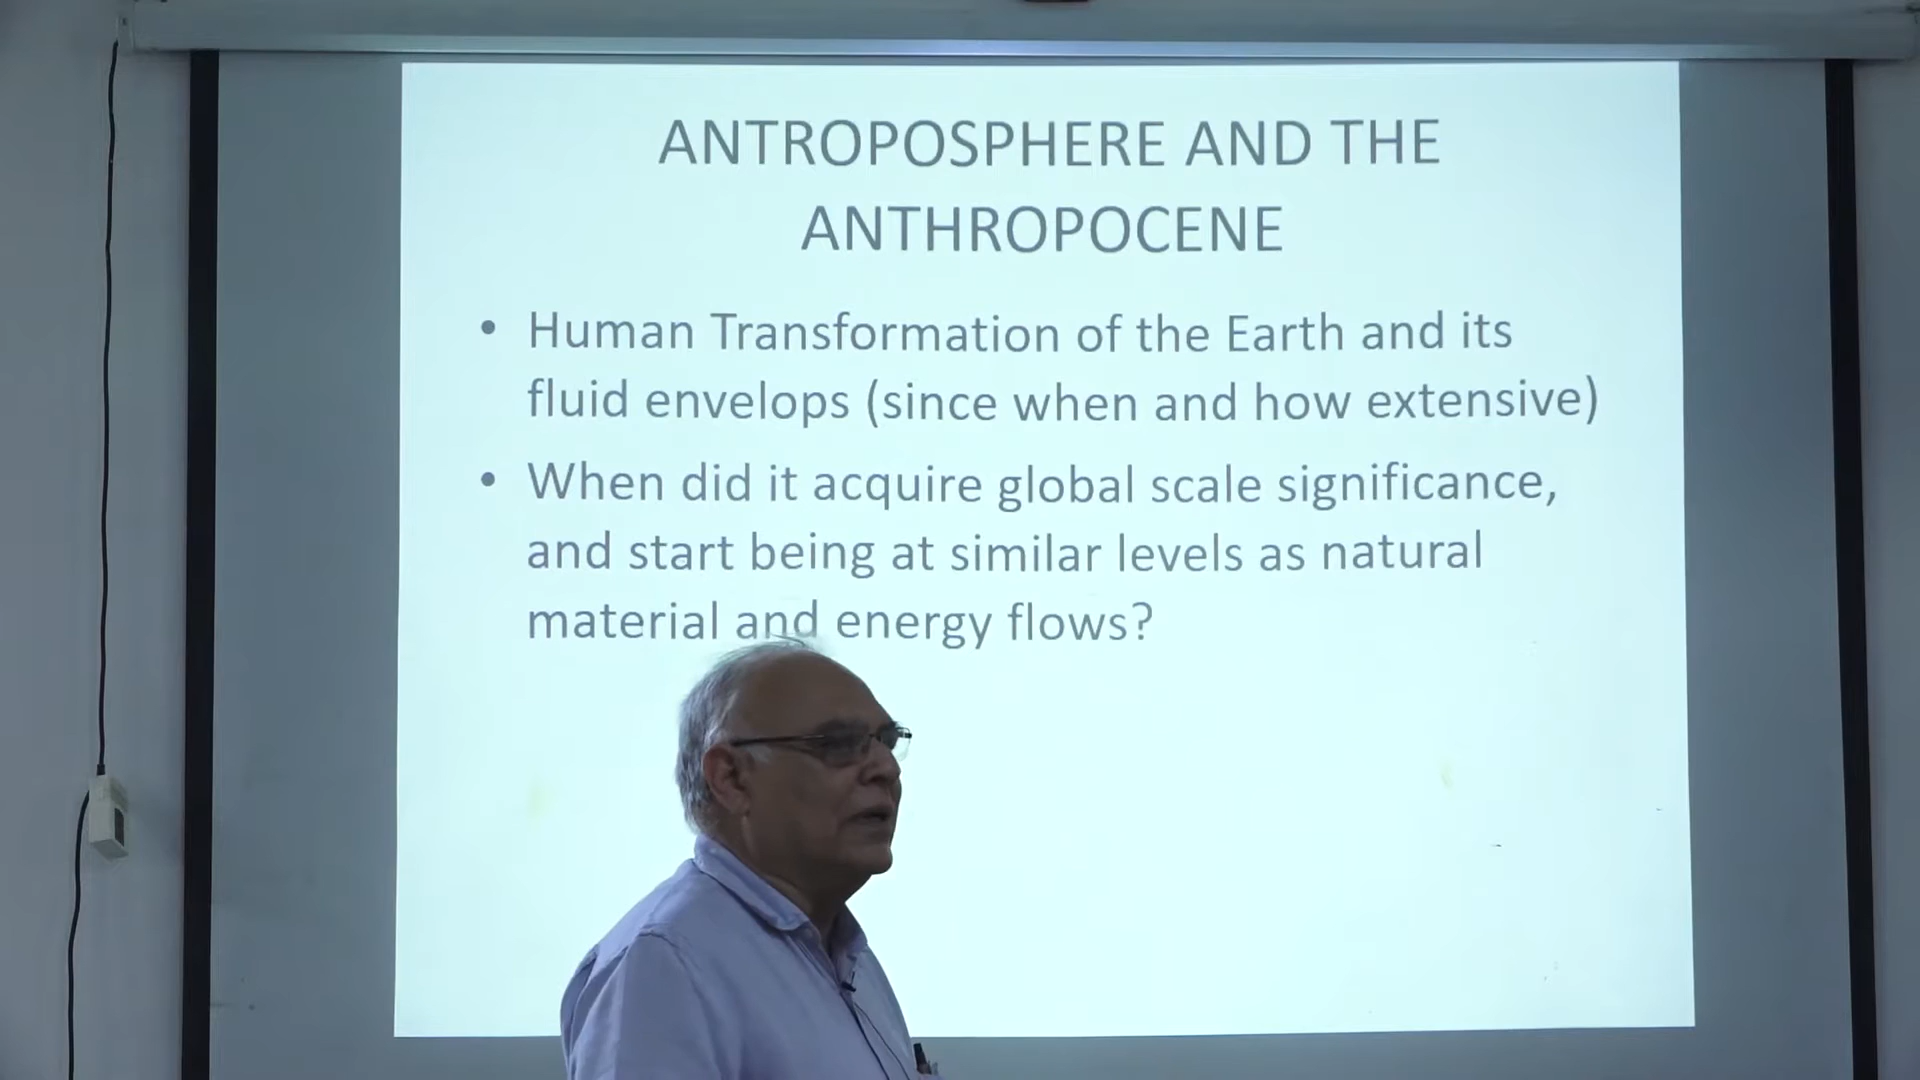 ANTROPOSPHERE AND THE
ANTHROPOCENE
• Human Transformation of the Earth and its
fluid envelops (since when and how extensive)
• When did it acquire global scale significance,
and start being at similar levels as natural
material and energy flows?